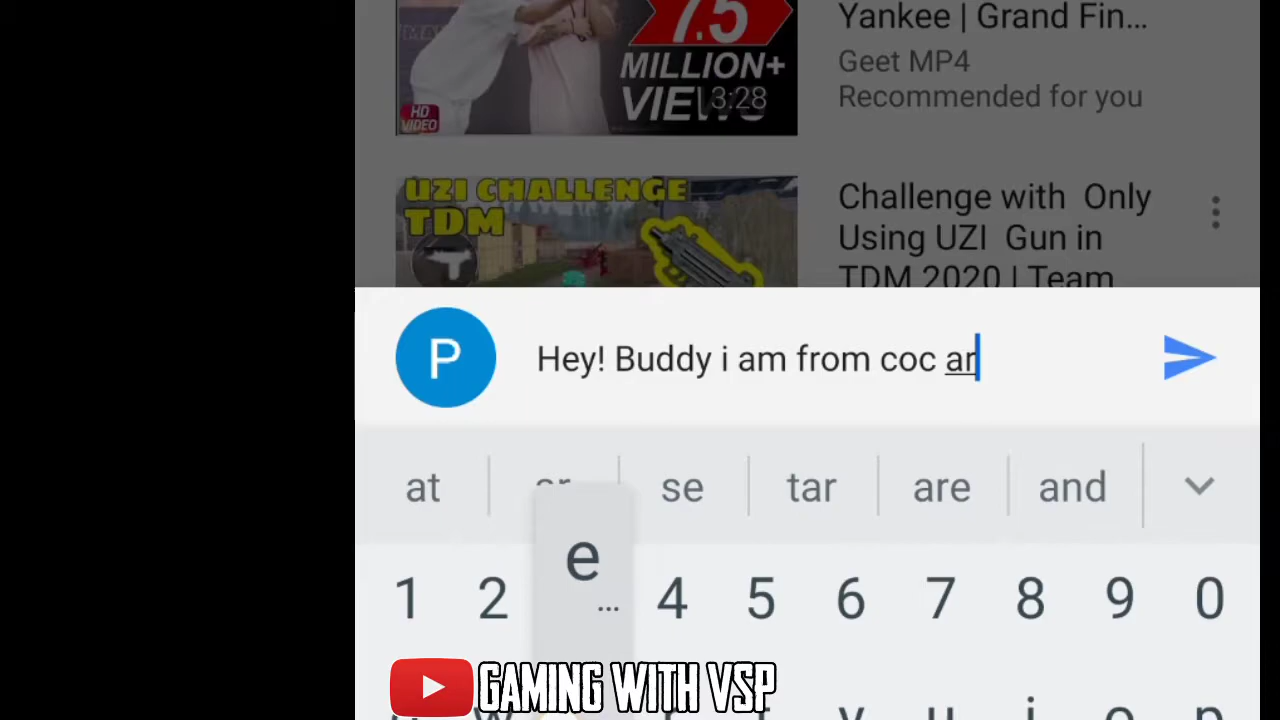 Yankee | Grand Fin...
7.5
MILLION+
VIEWS
3:28
HD
VIDEO
Geet MP4
Recommended for you
UZI CHALLENGE
TDM
Challenge with Only
Using UZI Gun in
TDM 2020 | Team
P
Hey! Buddy i am from coc ar
at
se
tar
are
and
e
...
1 2 4 5 6 7 8 9 0
GAMING WITH VSP